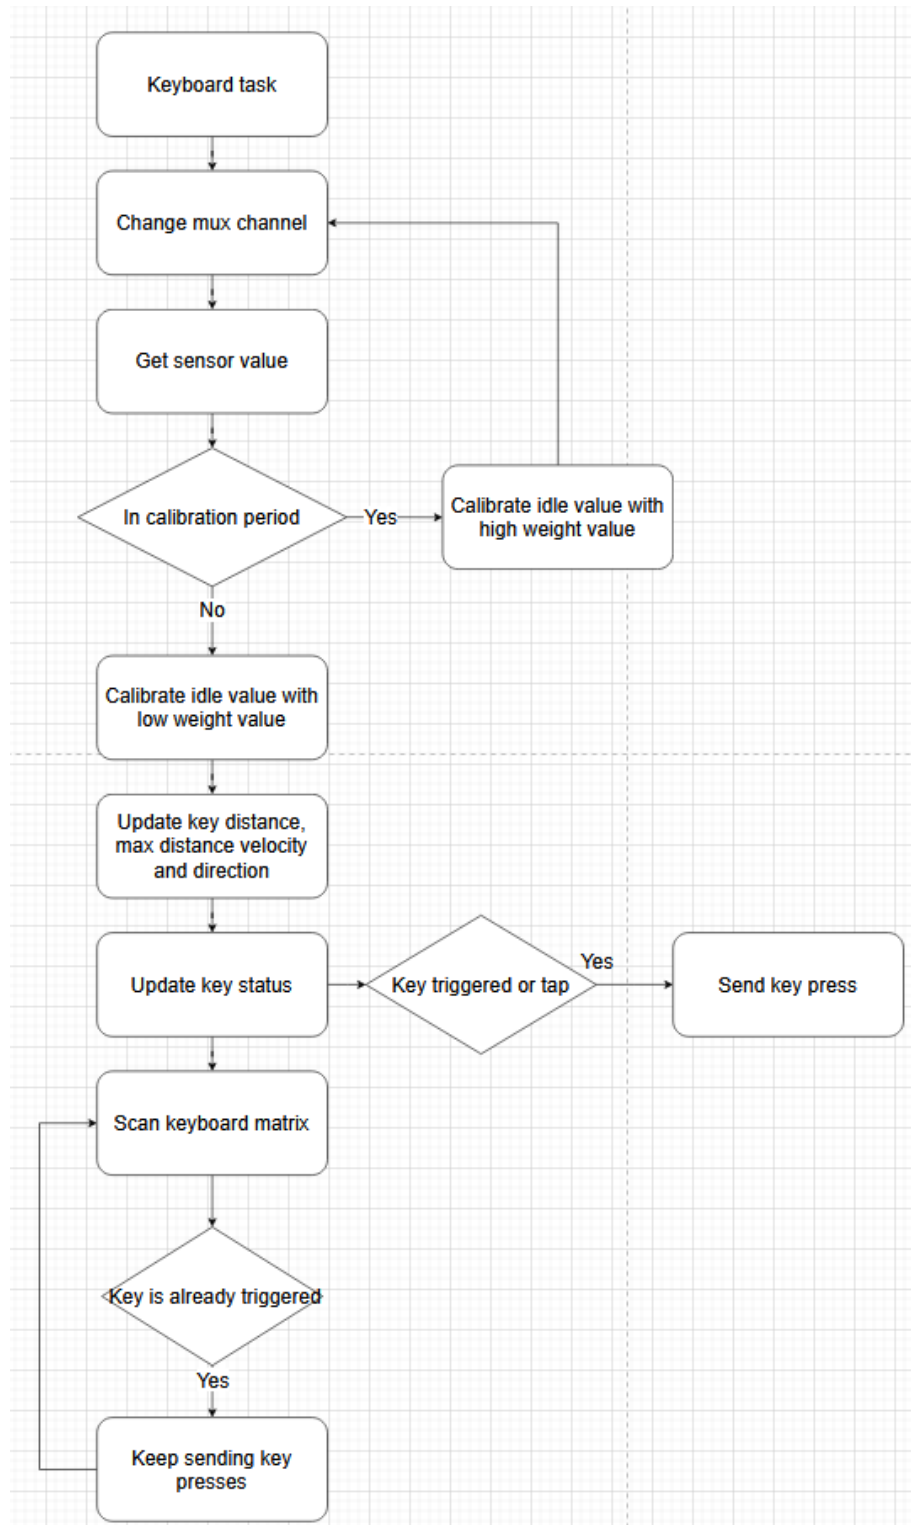 Keyboard task
Change mux channel
Get sensor value
In calibration period
Yes
Calibrate idle value with
high weight value
No
Calibrate idle value with
low weight value
Update key distance,
max distance velocity
and direction
Update key status
Key triggered or tap
Yes
Send key press
Scan keyboard matrix
Key is already triggered
Yes
Keep sending key
presses